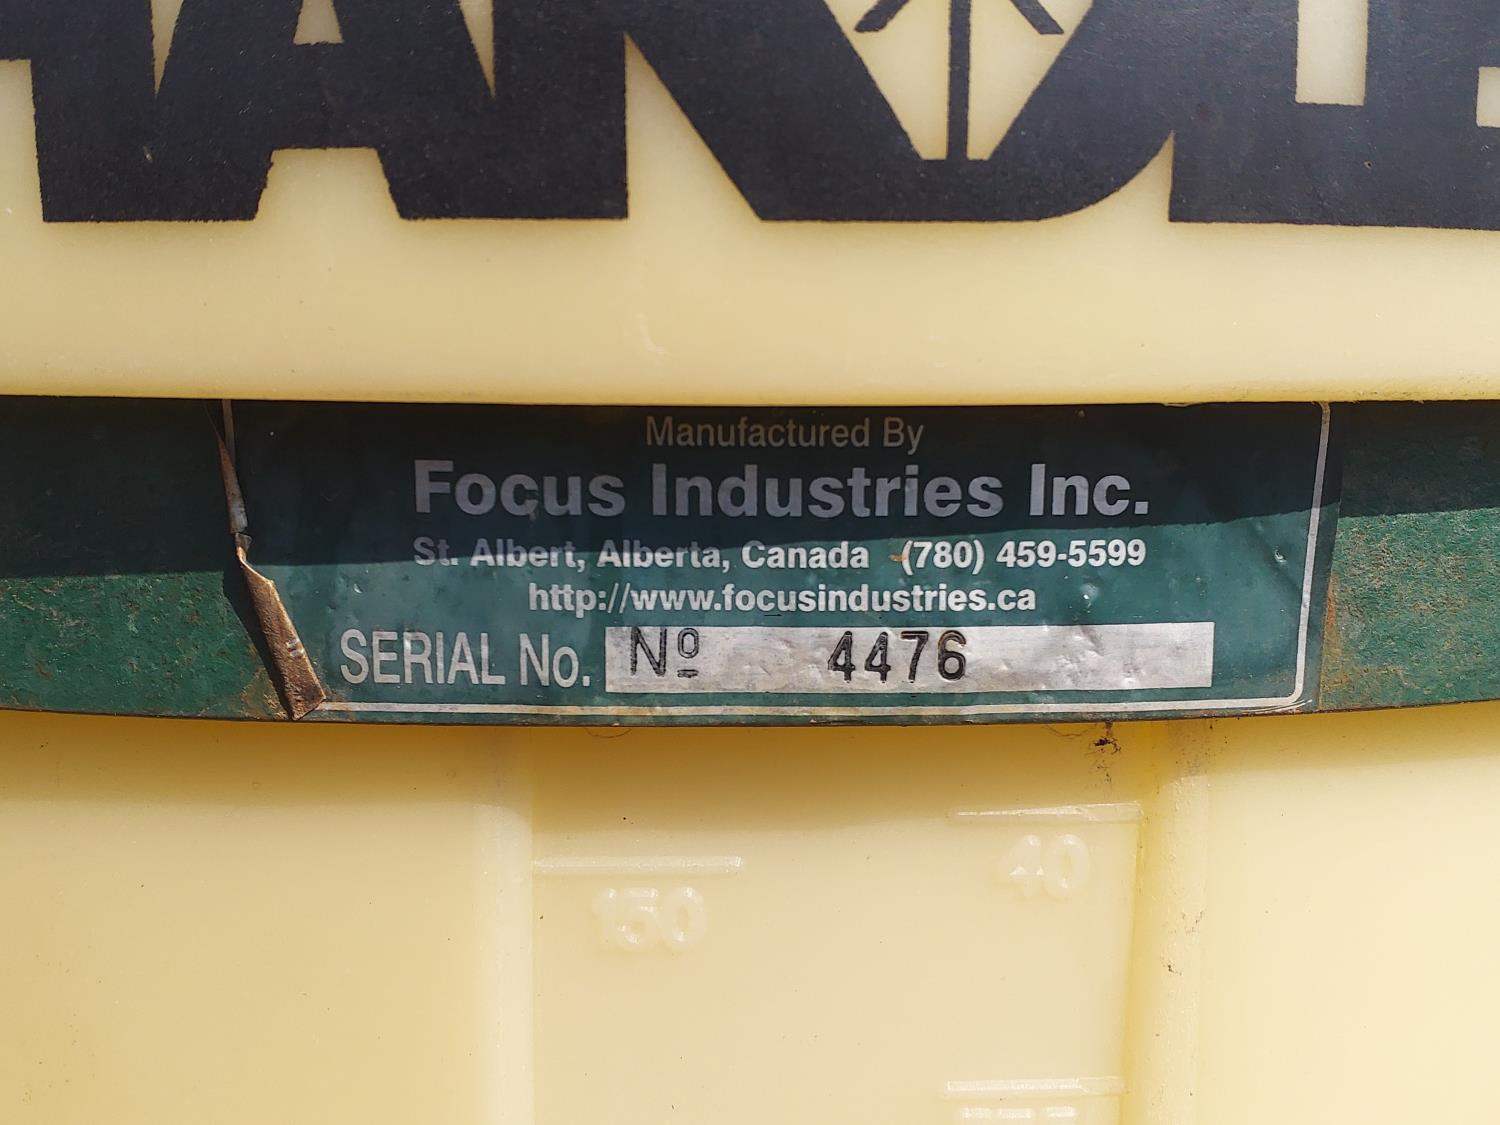 Manufactured By
Focus Industries Inc.
St. Albert, Alberta, Canada (780) 459-5599
http://www.focusindustries.ca
SERIAL No. Nº 4476
40
150